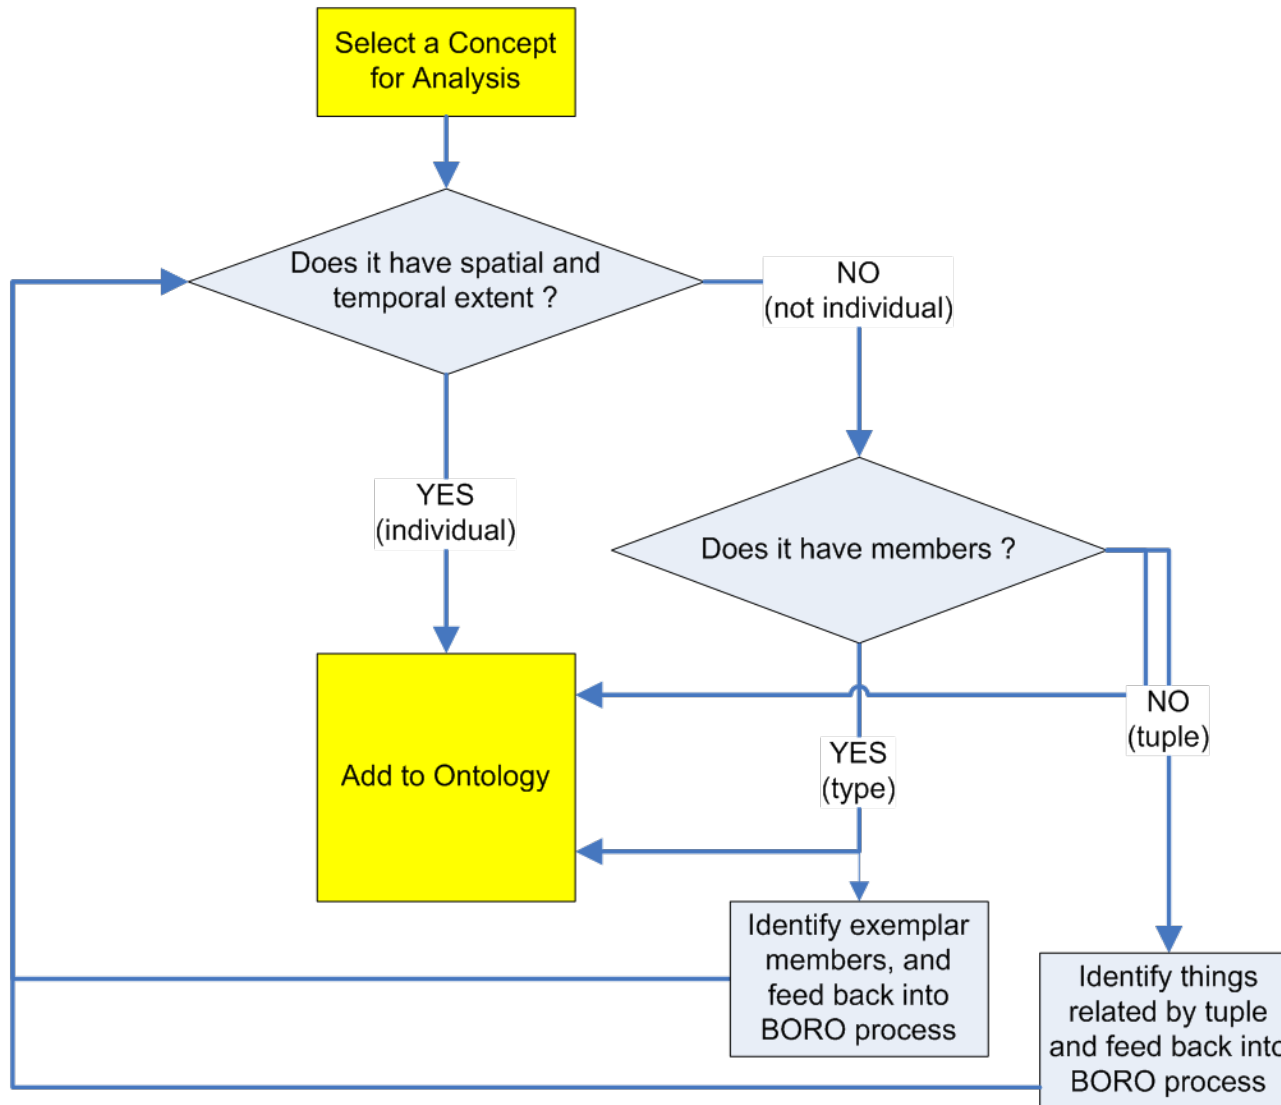 Select a Concept
for Analysis
Does it have spatial and
temporal extent ?
NO
(not individual)
YES
(individual)
Does it have members ?
NO
(tuple)
YES
(type)
Add to Ontology
Identify exemplar
members, and
feed back into
BORO process
Identify things
related by tuple
and feed back into
BORO process